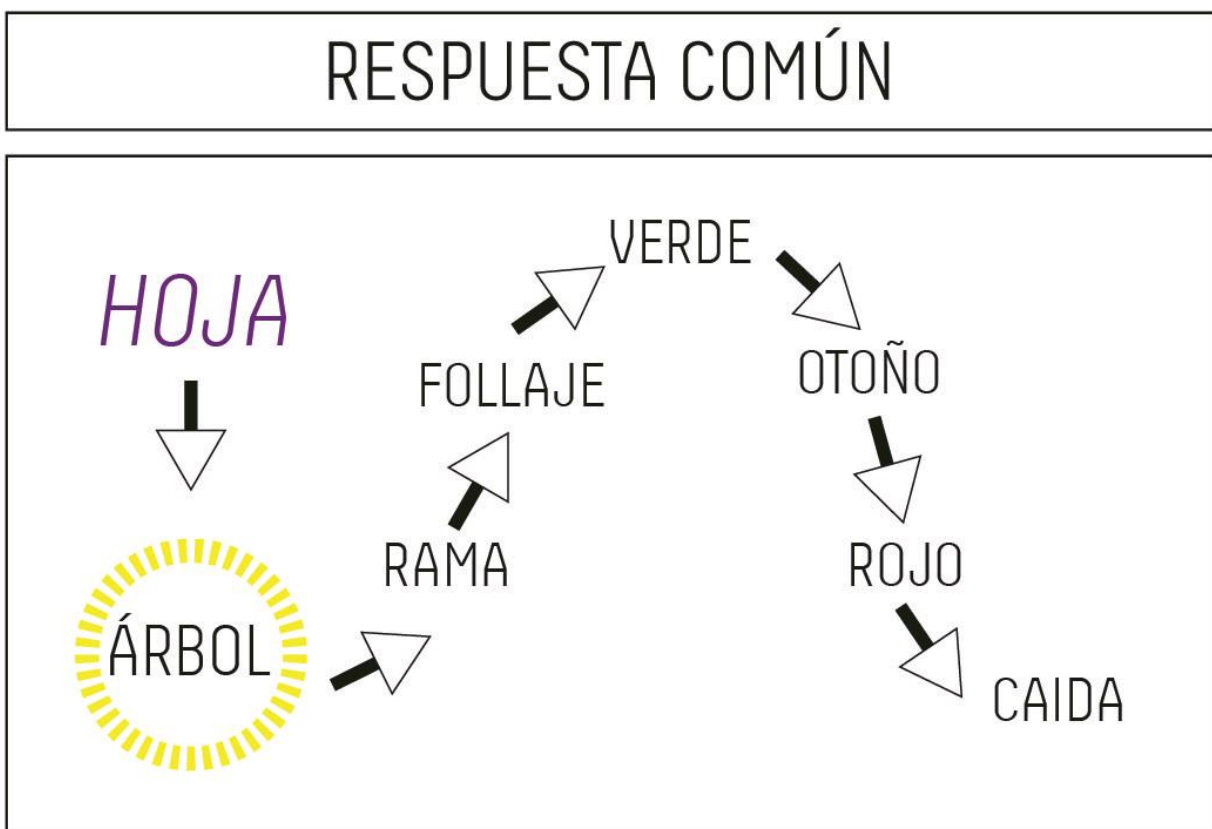 RESPUESTA COMÚN
HOJA
ÁRBOL
RAMA
FOLLAJE
VERDE
OTOÑO
ROJO
CAIDA